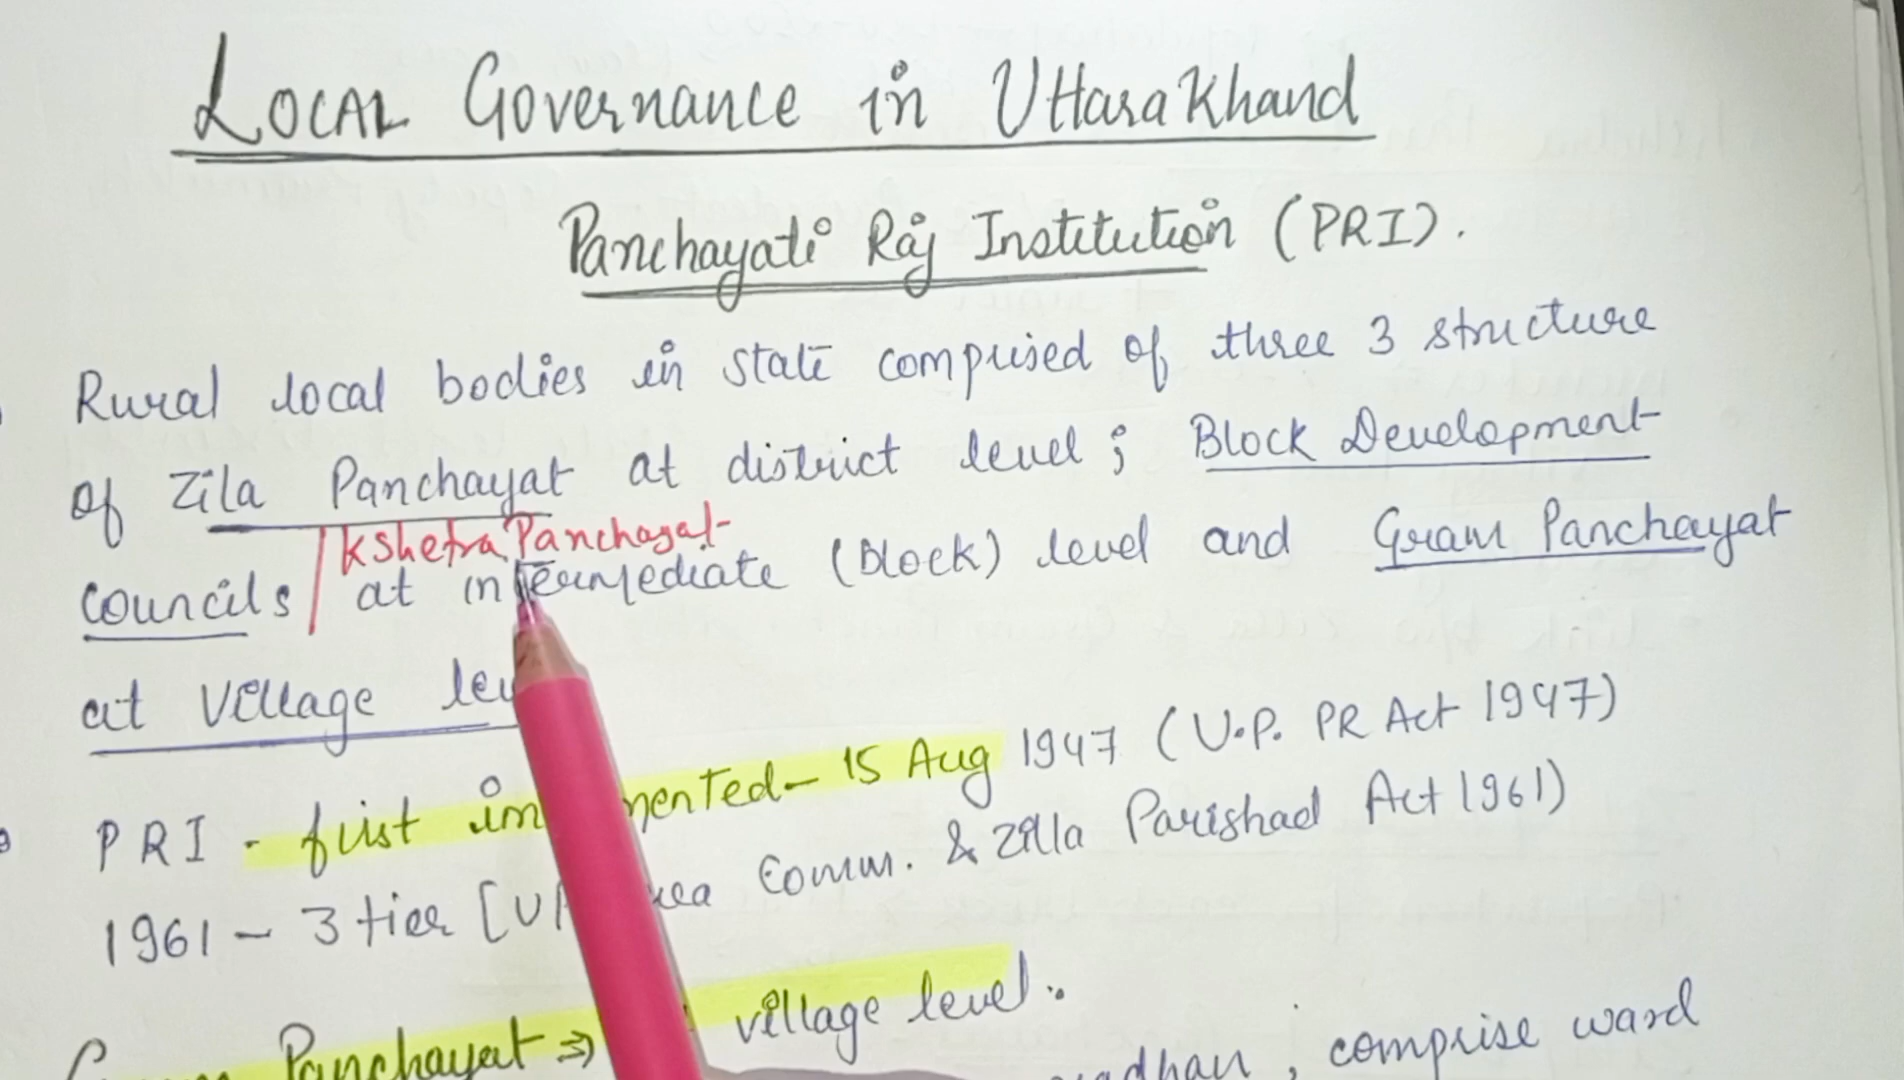 LOCAL Governance in Uttarakhand
Panchayati Raj Institution (PRI).
Rural local bodies in state comprised of three 3 structure
of Zila Panchayat at district level; Block Development
Kshetra Panchayat
Councils / at intermediate (Block) level and Gram Panchayat
at Village
PRI - first 15 Aug 1947 (U.P. PR Act 1947)
1961 - 3 tier [ Comm. & Zilla Parishad Act 1961)
Panchayat ⇒ village level.
, comprise ward